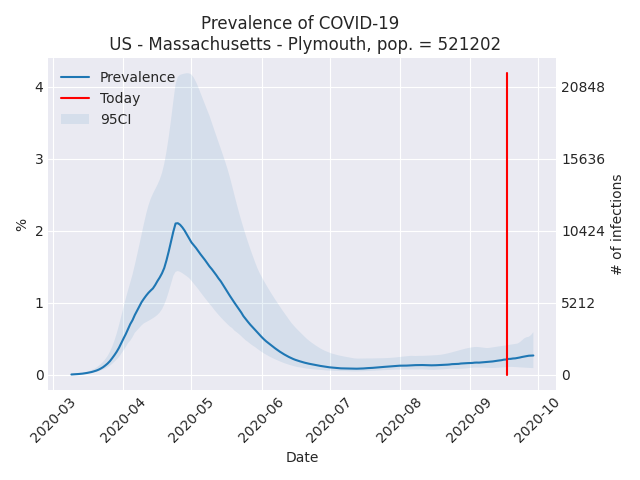 Prevalence of COVID-19
US - Massachusetts - Plymouth, pop. = 521202
Prevalence
Today
95CI
4
3
2
1
0
%
20848
15636
10424
5212
0
# of infections
2020-03
2020-04
2020-05
2020-06
2020-07
2020-08
2020-09
2020-10
Date